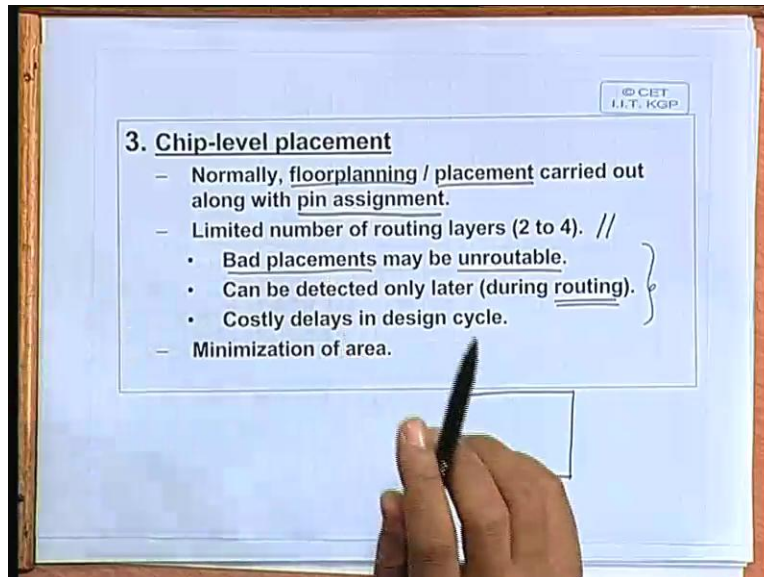 © CET
I.I.T. KGP
3. Chip-level placement
– Normally, floorplanning / placement carried out
along with pin assignment.
– Limited number of routing layers (2 to 4). //
• Bad placements may be unroutable.
• Can be detected only later (during routing).
• Costly delays in design cycle.
– Minimization of area.